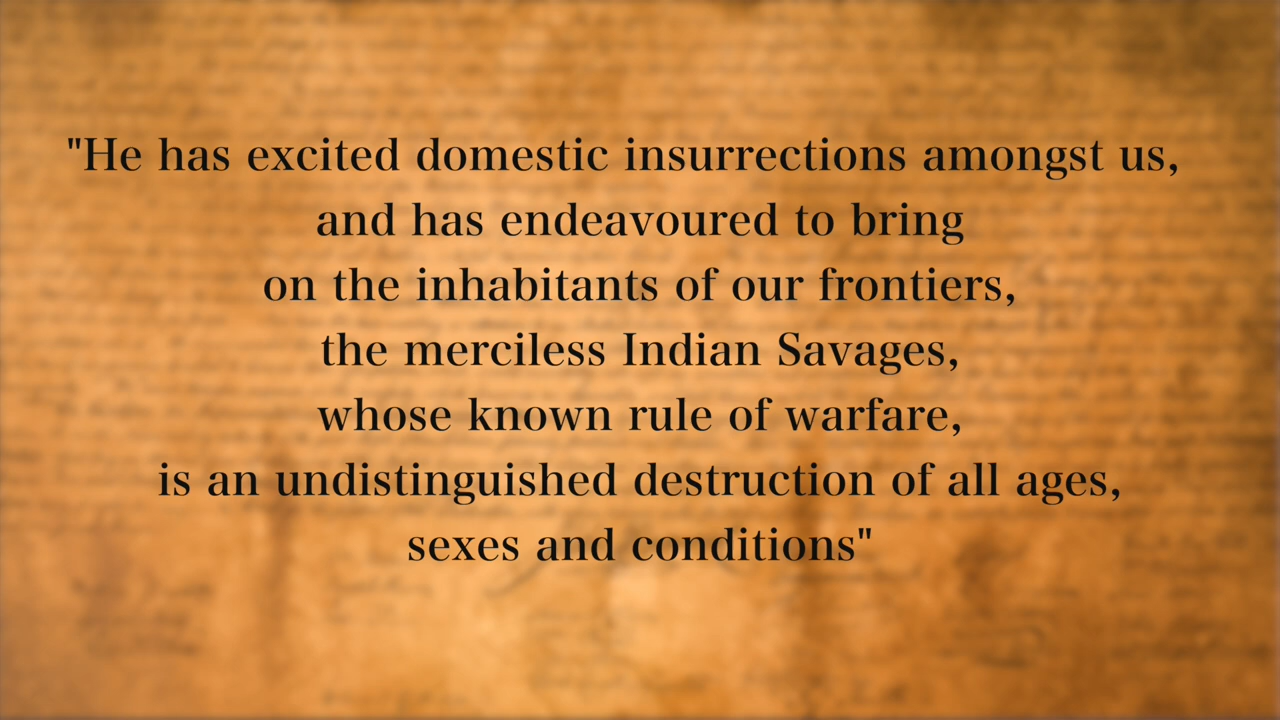 "He has excited domestic insurrections amongst us,
and has endeavoured to bring
on the inhabitants of our frontiers,
the merciless Indian Savages,
whose known rule of warfare,
is an undistinguished destruction of all ages,
sexes and conditions"